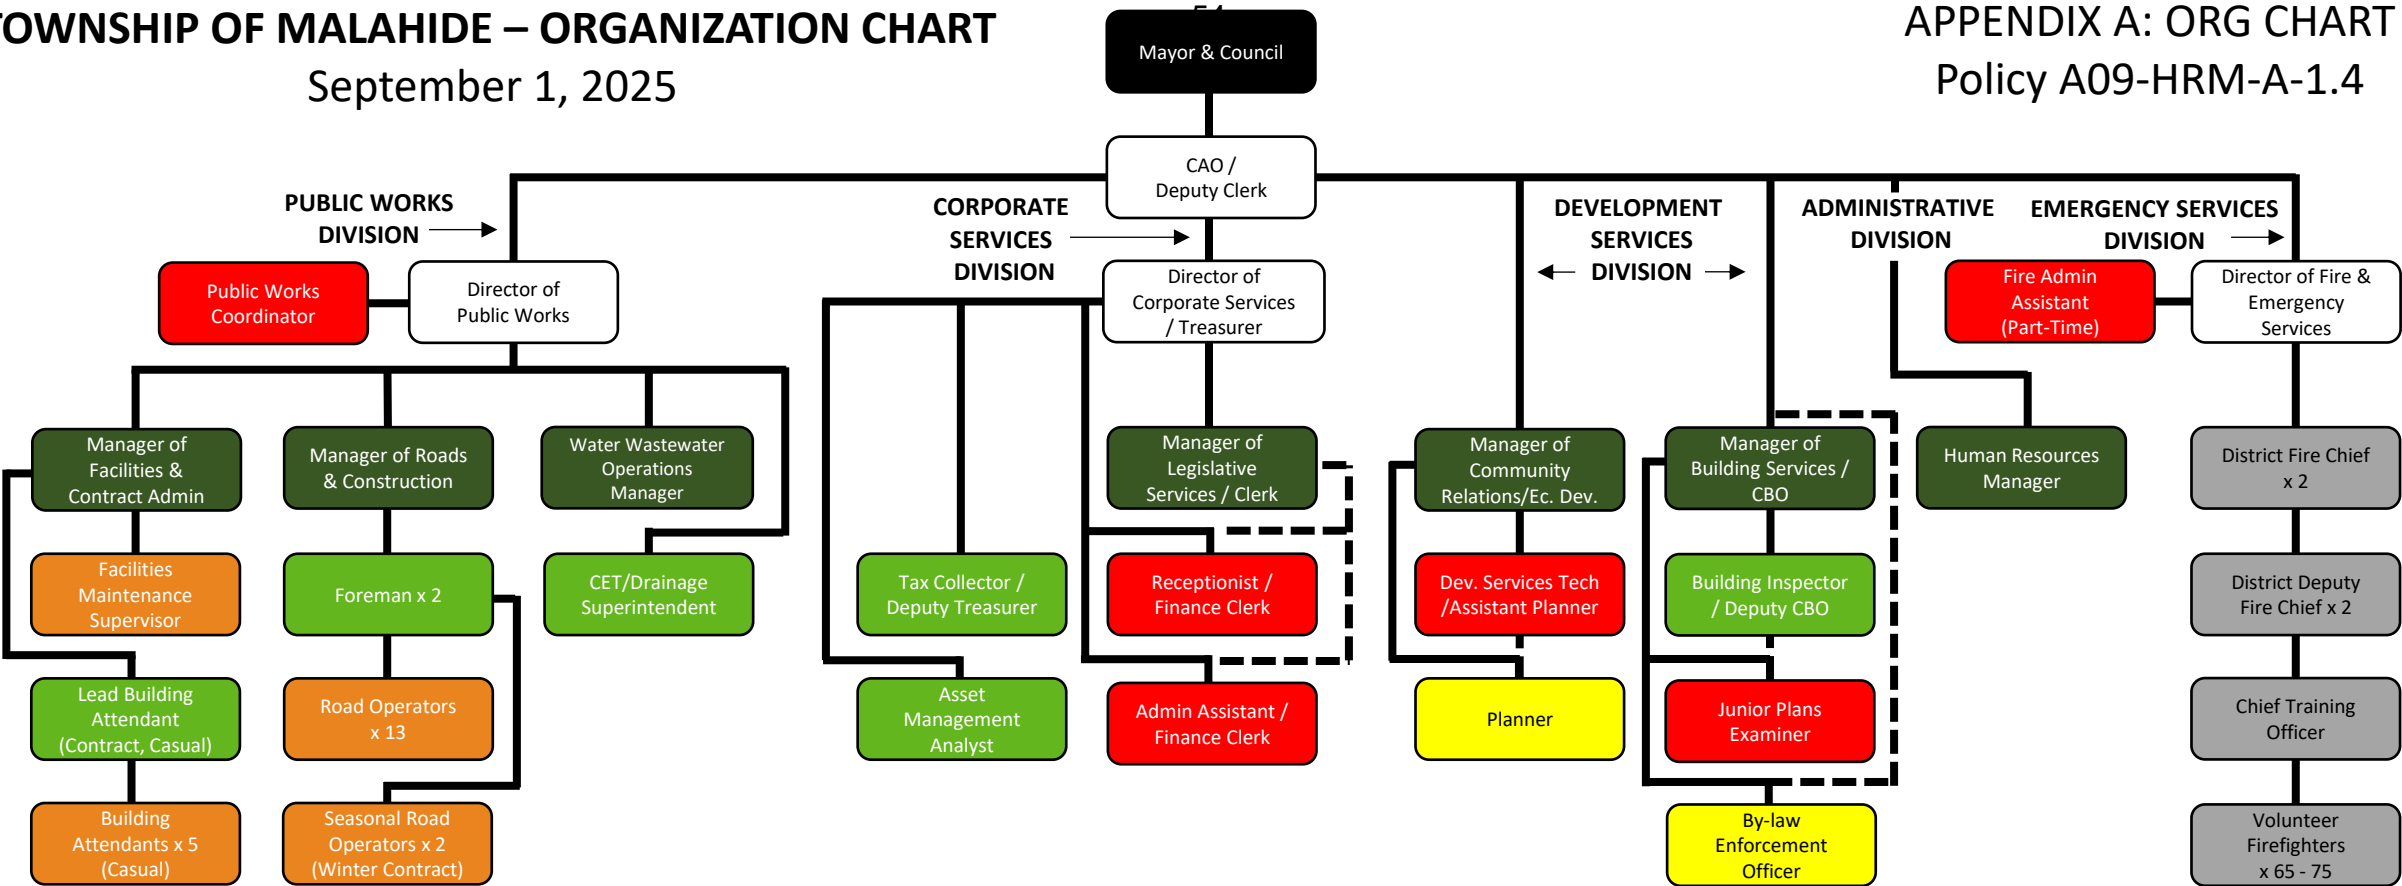 OWNSHIP OF MALAHIDE – ORGANIZATION CHART
September 1, 2025
APPENDIX A: ORG CHART
Policy A09-HRM-A-1.4
Mayor & Council
CAO /
Deputy Clerk
PUBLIC WORKS
DIVISION
CORPORATE
SERVICES
DIVISION
DEVELOPMENT
SERVICES
DIVISION
ADMINISTRATIVE
DIVISION
EMERGENCY SERVICES
DIVISION
Public Works
Coordinator
Director of
Public Works
Director of
Corporate Services
/ Treasurer
Fire Admin
Assistant
(Part-Time)
Director of Fire &
Emergency
Services
Manager of
Facilities &
Contract Admin
Manager of Roads
& Construction
Water Wastewater
Operations
Manager
Manager of
Legislative
Services / Clerk
Manager of
Community
Relations/Ec. Dev.
Manager of
Building Services /
CBO
Human Resources
Manager
District Fire Chief
x 2
Facilities
Maintenance
Supervisor
Foreman x 2
CET/Drainage
Superintendent
Tax Collector /
Deputy Treasurer
Receptionist /
Finance Clerk
Dev. Services Tech
/Assistant Planner
Building Inspector
/ Deputy CBO
District Deputy
Fire Chief x 2
Lead Building
Attendant
(Contract, Casual)
Road Operators
x 13
Asset
Management
Analyst
Admin Assistant /
Finance Clerk
Planner
Junior Plans
Examiner
Chief Training
Officer
Building
Attendants x 5
(Casual)
Seasonal Road
Operators x 2
(Winter Contract)
By-law
Enforcement
Officer
Volunteer
Firefighters
x 65 - 75